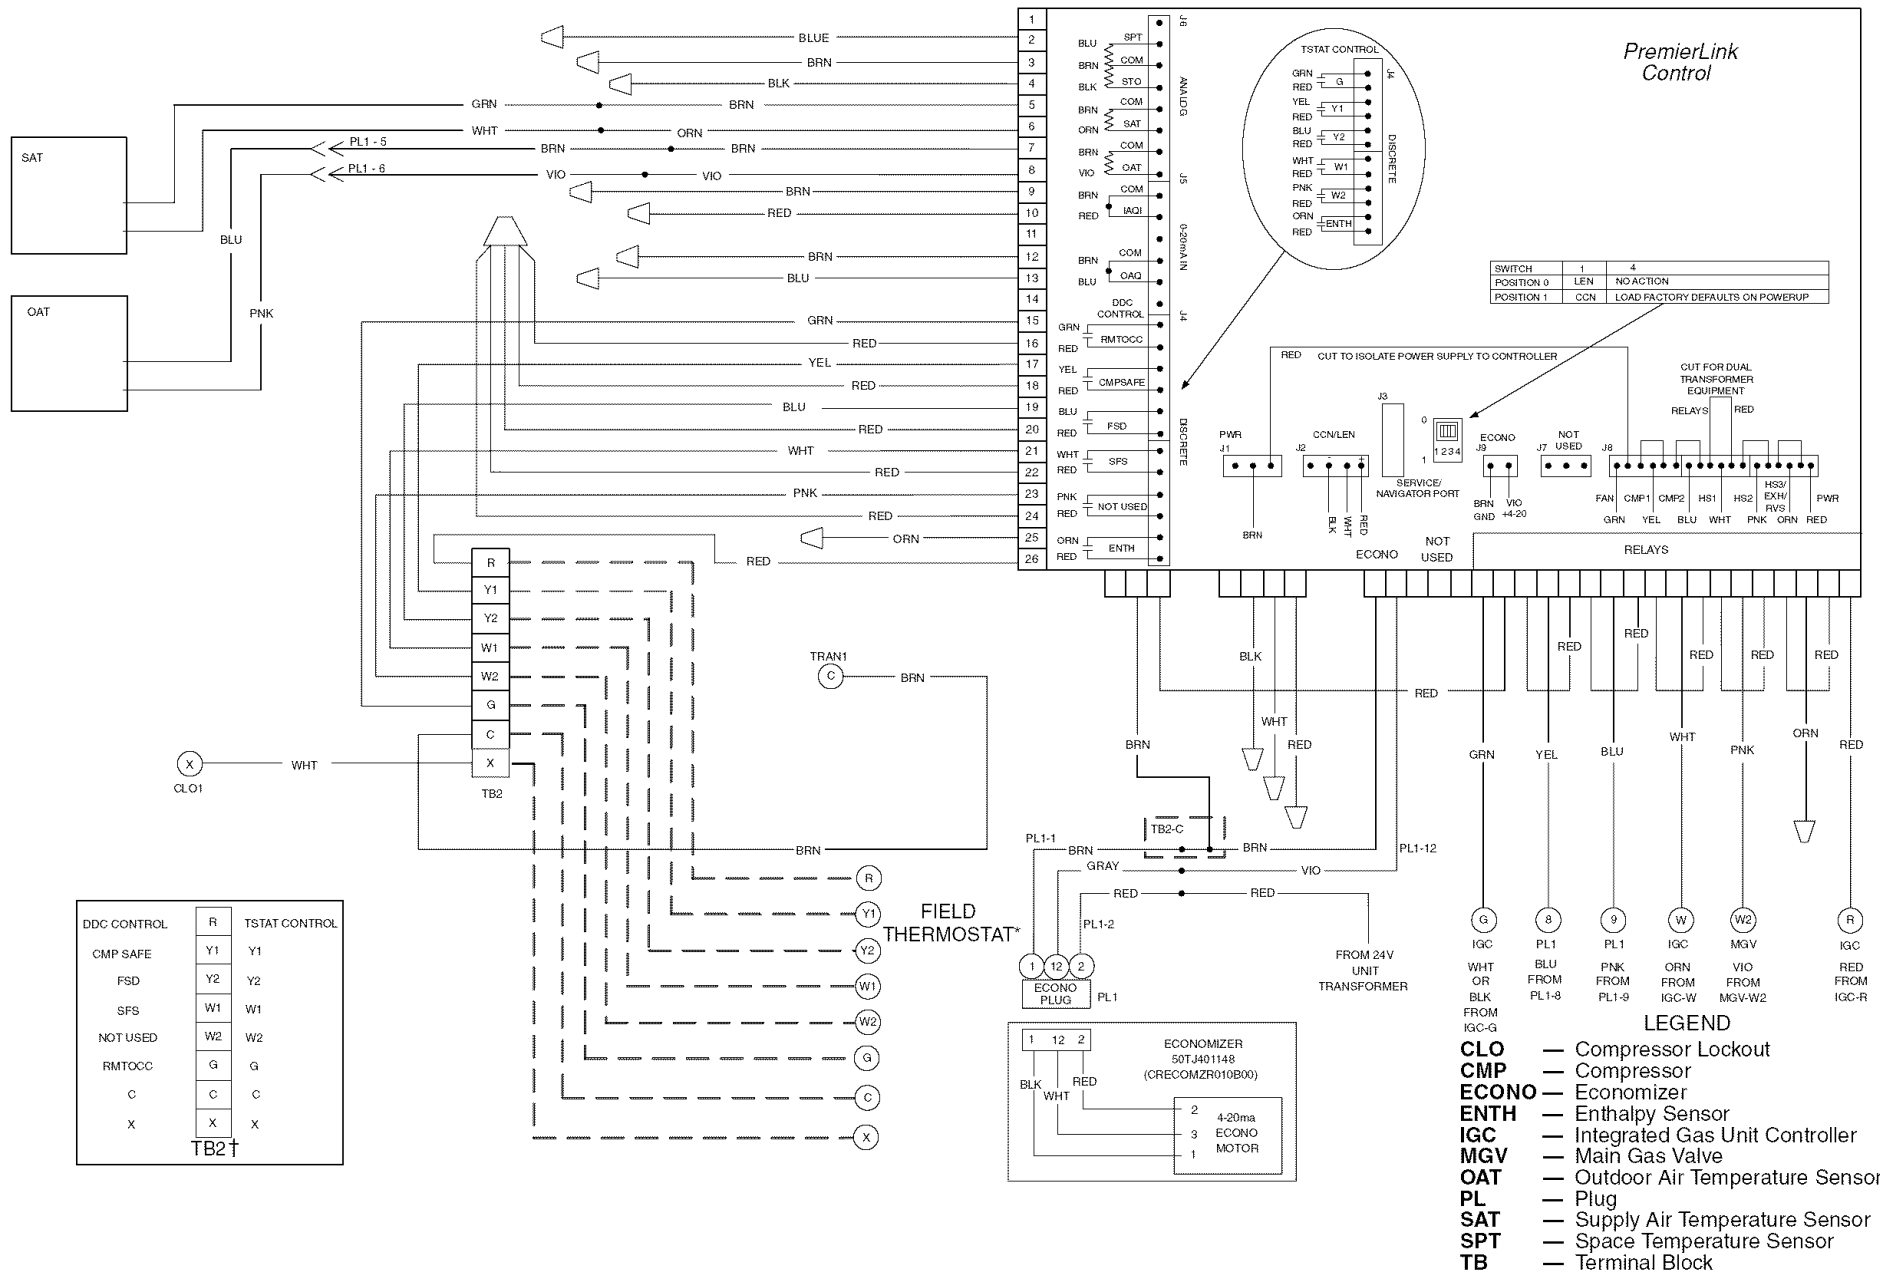 PremierLink
Control
1
2
3
4
5
6
7
8
9
10
11
12
13
14
15
16
17
18
19
20
21
22
23
24
25
26
BLUE
BRN
BLK
GRN BRN
WHT ORN
PL1 - 5 BRN BRN
PL1 - 6 VIO VIO
BRN
RED
BRN
BLU
GRN
RED
YEL
RED
BLU
RED
WHT
RED
PNK
RED
ORN
RED
SAT
OAT
BLU
PNK
J6
ANALOG
BLU SPT
BRN COM
BLK STO
BRN COM
ORN SAT
BRN COM
VIO OAT
J5
0-20mA IN
BRN COM
RED IAQI
BRN COM
BLU OAQ
DDC
CONTROL
J4
DISCRETE
GRN
RED RMTOCC
YEL
RED CMPSAFE
BLU
RED FSD
WHT
RED SFS
PNK
RED NOT USED
ORN
RED ENTH
TSTAT CONTROL
J4
DISCRETE
GRN
RED G
YEL
RED Y1
BLU
RED Y2
WHT
RED W1
PNK
RED W2
ORN
RED ENTH
SWITCH 1 4
POSITION 0 LEN NO ACTION
POSITION 1 CCN LOAD FACTORY DEFAULTS ON POWERUP
RED CUT TO ISOLATE POWER SUPPLY TO CONTROLLER
CUT FOR DUAL
TRANSFORMER
EQUIPMENT
RELAYS RED
PWR
J1
BRN
CCN/LEN
J2
- +
BLK
WHT
RED
J3
0
1
1 2 3 4
SERVICE/
NAVIGATOR PORT
ECONO
J9
BRN VIO
GND +4-20
NOT
USED
J7
J8
FAN CMP1 CMP2 HS1 HS2 HS3/
EXH/
RVS PWR
GRN YEL BLU WHT PNK ORN RED
ECONO
NOT
USED
RELAYS
R
Y1
Y2
W1
W2
G
C
X
TB2
X
CLO1
WHT
TRAN1
C
BRN
BRN
R
Y1
Y2
W1
W2
G
C
X
FIELD
THERMOSTAT*
BRN
BLK
WHT
RED
RED
RED
RED
RED
RED
RED
GRN
YEL
BLU
WHT
PNK
ORN
RED
TB2-C
PL1-1
BRN BRN
PL1-12
GRAY VIO
RED RED
PL1-2
1 12 2
ECONO
PLUG
PL1
FROM 24V
UNIT
TRANSFORMER
G
IGC
WHT
OR
BLK
FROM
IGC-G
8
PL1
BLU
FROM
PL1-8
9
PL1
PNK
FROM
PL1-9
W
IGC
ORN
FROM
IGC-W
W2
MGV
VIO
FROM
MGV-W2
R
IGC
RED
FROM
IGC-R
DDC CONTROL R TSTAT CONTROL
CMP SAFE Y1 Y1
FSD Y2 Y2
SFS W1 W1
NOT USED W2 W2
RMTOCC G G
C C C
X X X
TB2†
1 12 2
BLK
WHT
RED
ECONOMIZER
50TJ401148
(CRECOMZR010B00)
2
3
1
4-20ma
ECONO
MOTOR
LEGEND
CLO — Compressor Lockout
CMP — Compressor
ECONO — Economizer
ENTH — Enthalpy Sensor
IGC — Integrated Gas Unit Controller
MGV — Main Gas Valve
OAT — Outdoor Air Temperature Sensor
PL — Plug
SAT — Supply Air Temperature Sensor
SPT — Space Temperature Sensor
TB — Terminal Block